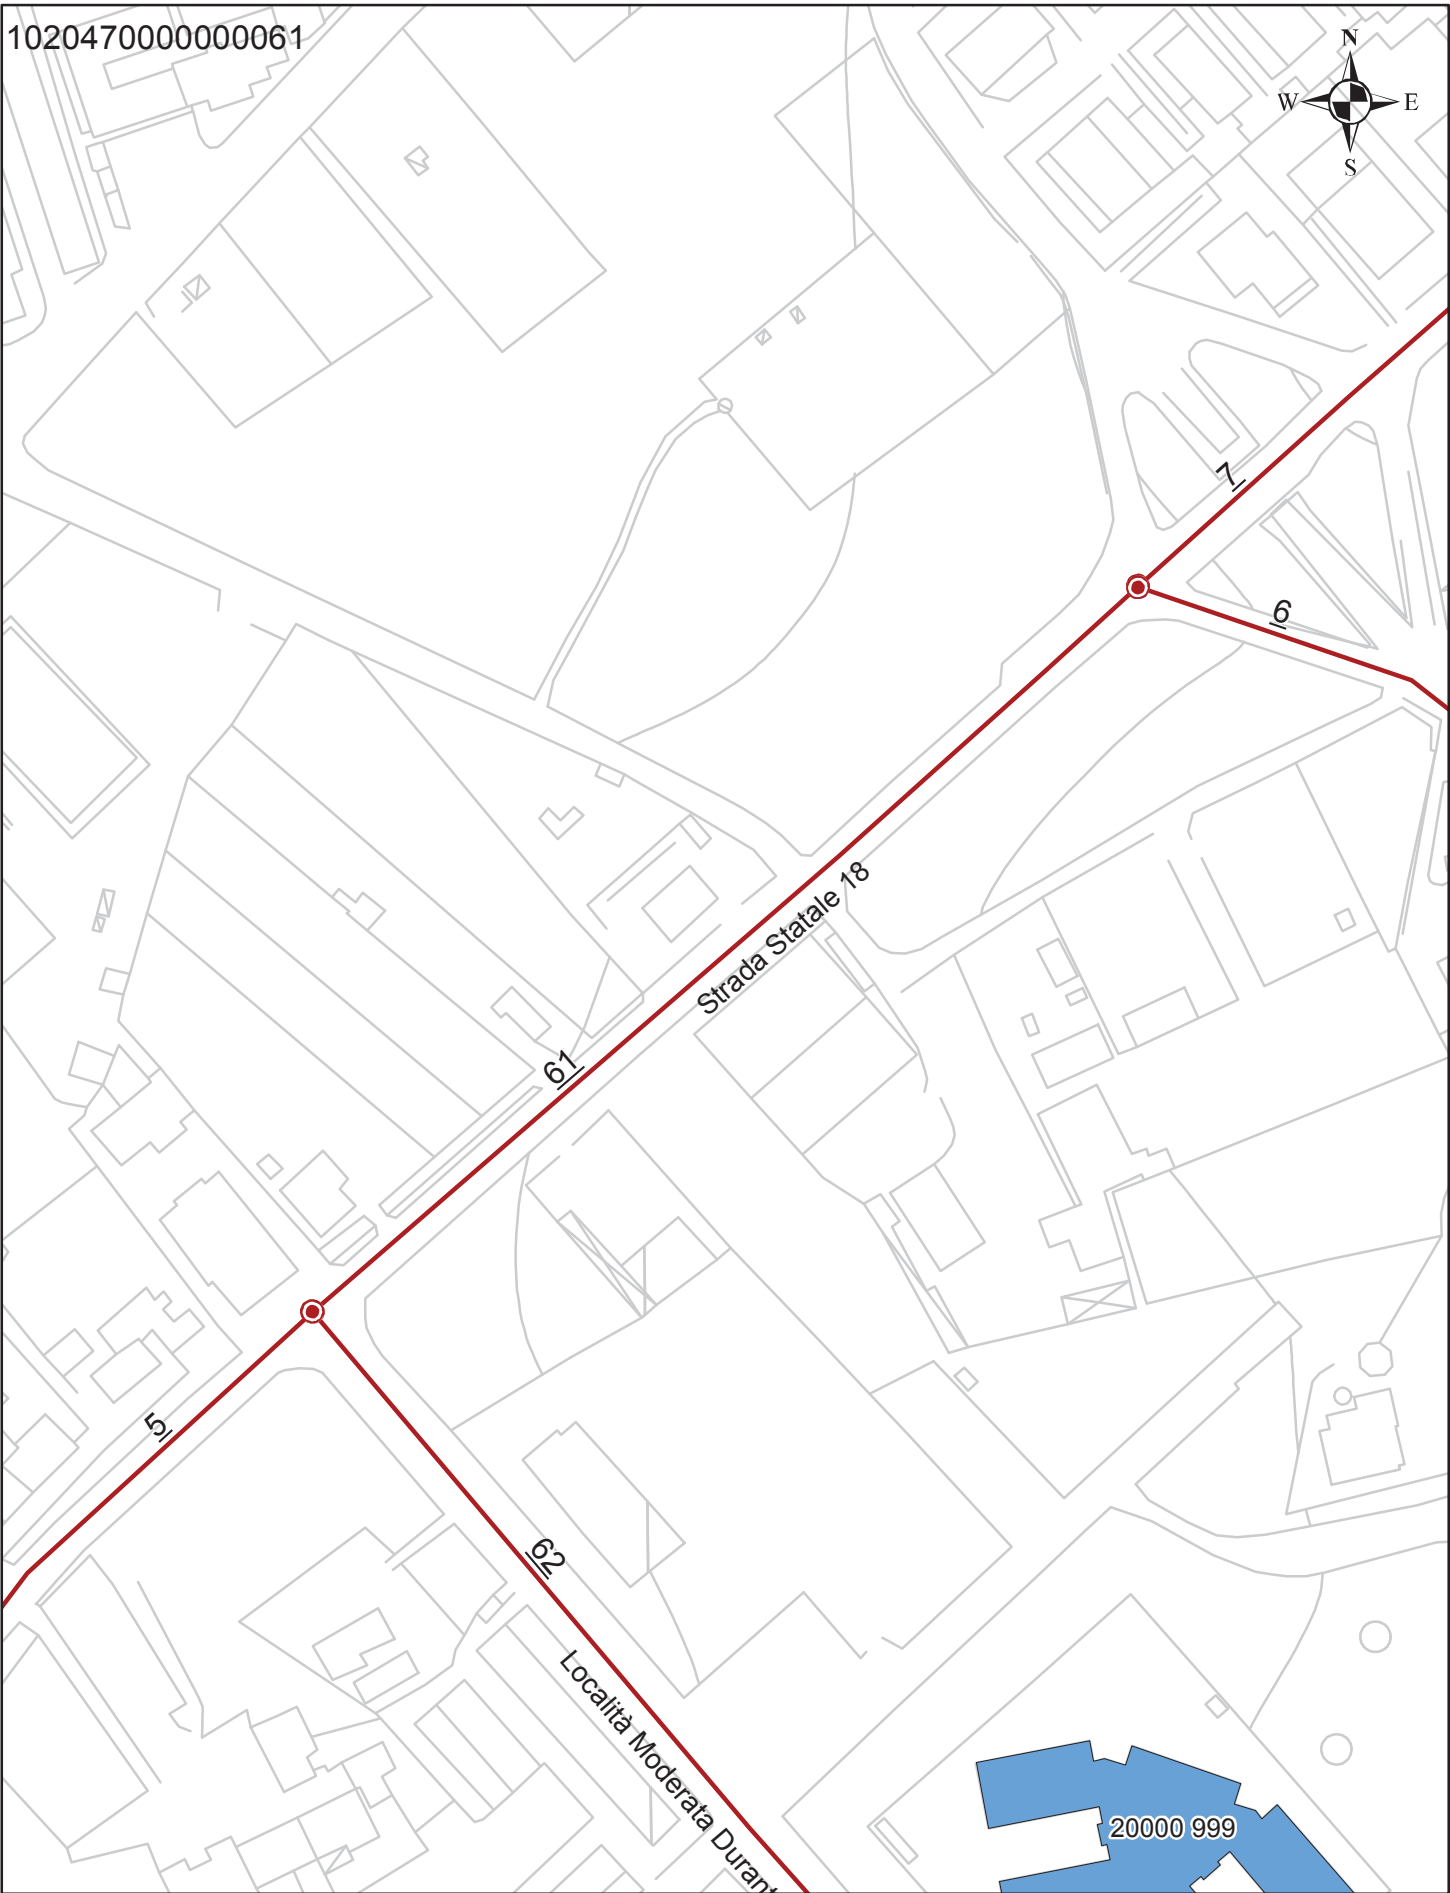 1020470000000061
N
W E
S
7
6
Strada Statale 18
61
5
62
Località Moderata Durant
20000 999